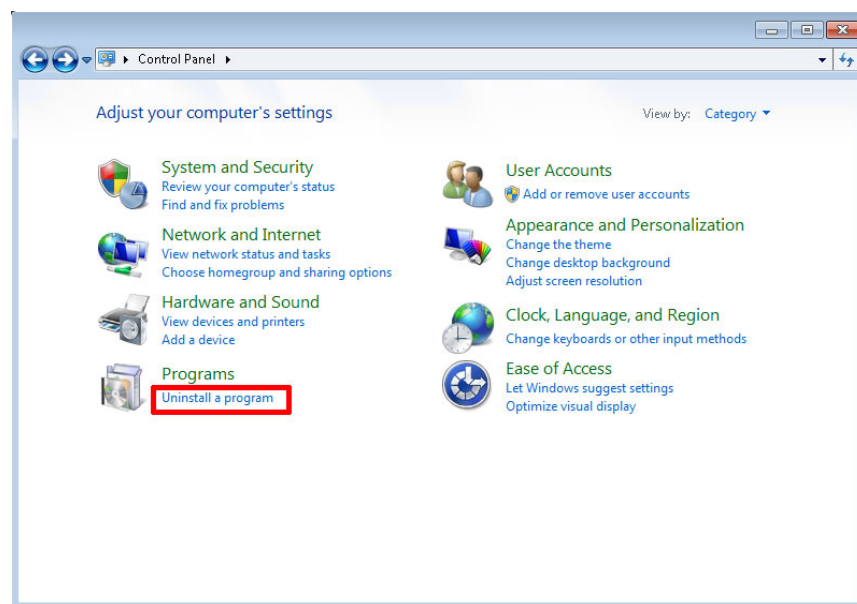 Control Panel
Adjust your computer's settings
View by: Category
System and Security
Review your computer's status
Find and fix problems
Network and Internet
View network status and tasks
Choose homegroup and sharing options
Hardware and Sound
View devices and printers
Add a device
Programs
Uninstall a program
User Accounts
Add or remove user accounts
Appearance and Personalization
Change the theme
Change desktop background
Adjust screen resolution
Clock, Language, and Region
Change keyboards or other input methods
Ease of Access
Let Windows suggest settings
Optimize visual display